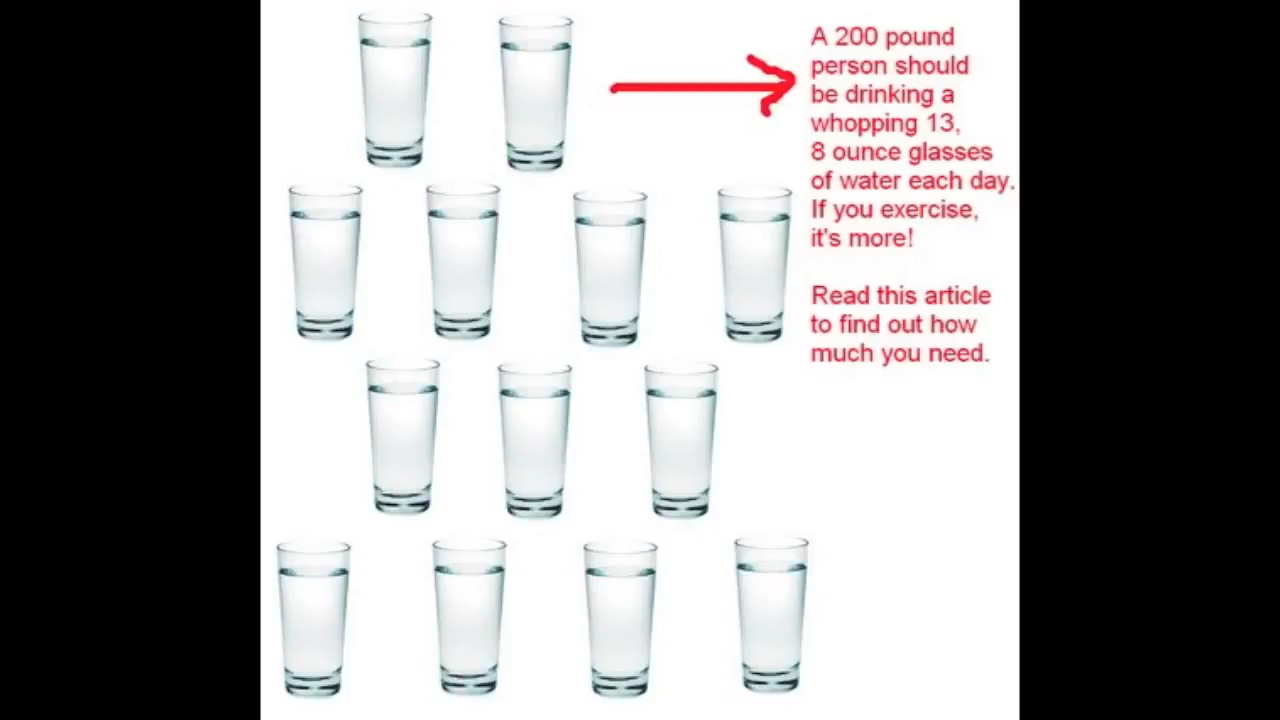 A 200 pound
person should
be drinking a
whopping 13,
8 ounce glasses
of water each day.
If you exercise,
it's more!
Read this article
to find out how
much you need.